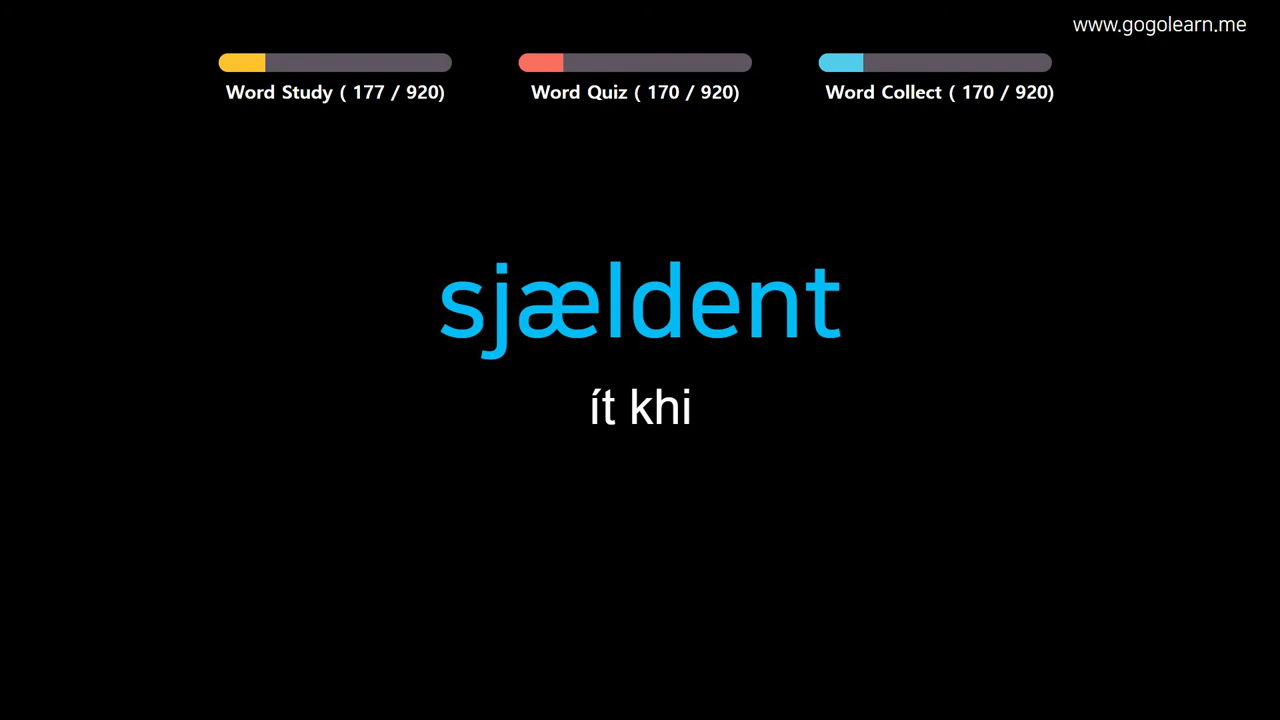 www.gogolearn.me
Word Study ( 177 / 920)
Word Quiz ( 170 / 920)
Word Collect ( 170 / 920)
sjældent
ít khi